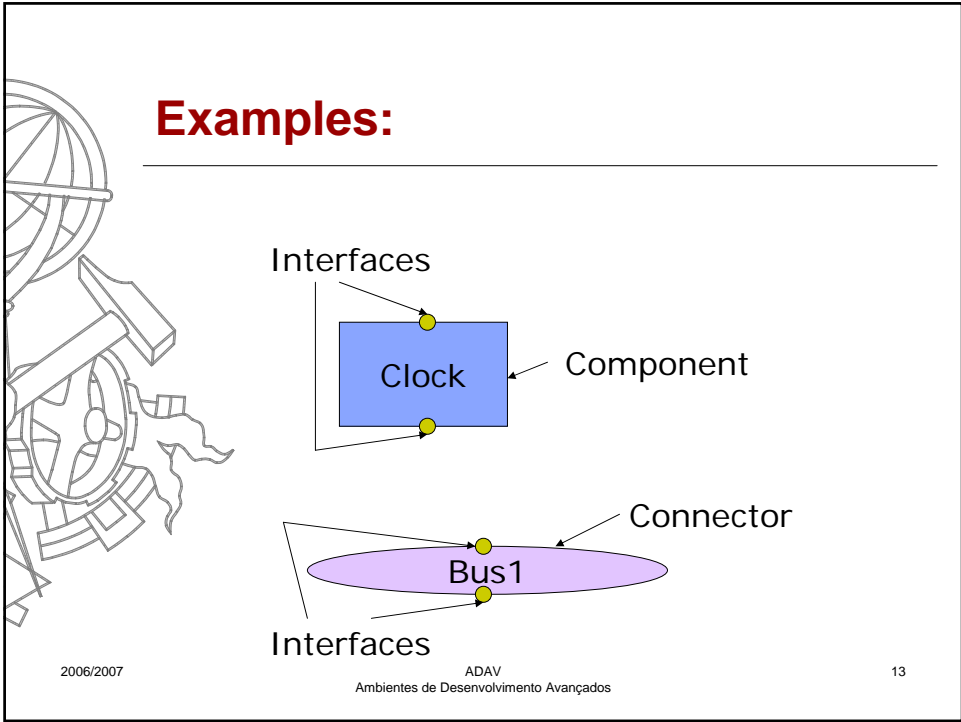 Examples:
Interfaces
Clock
Component
Connector
Bus1
Interfaces
2006/2007
ADAV
Ambientes de Desenvolvimento Avançados
13